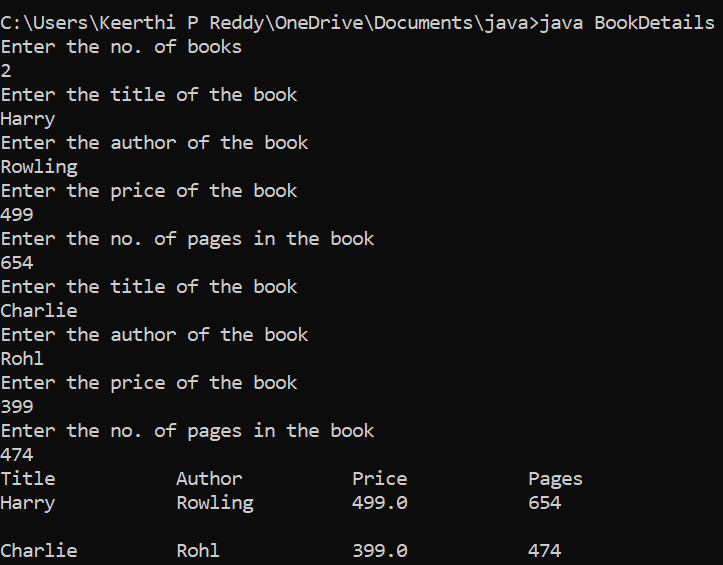 C:\Users\Keerthi P Reddy\OneDrive\Documents\java>java BookDetails
Enter the no. of books
2
Enter the title of the book
Harry
Enter the author of the book
Rowling
Enter the price of the book
499
Enter the no. of pages in the book
654
Enter the title of the book
Charlie
Enter the author of the book
Rohl
Enter the price of the book
399
Enter the no. of pages in the book
474
Title           Author          Price           Pages
Harry           Rowling         499.0           654
Charlie         Rohl            399.0           474